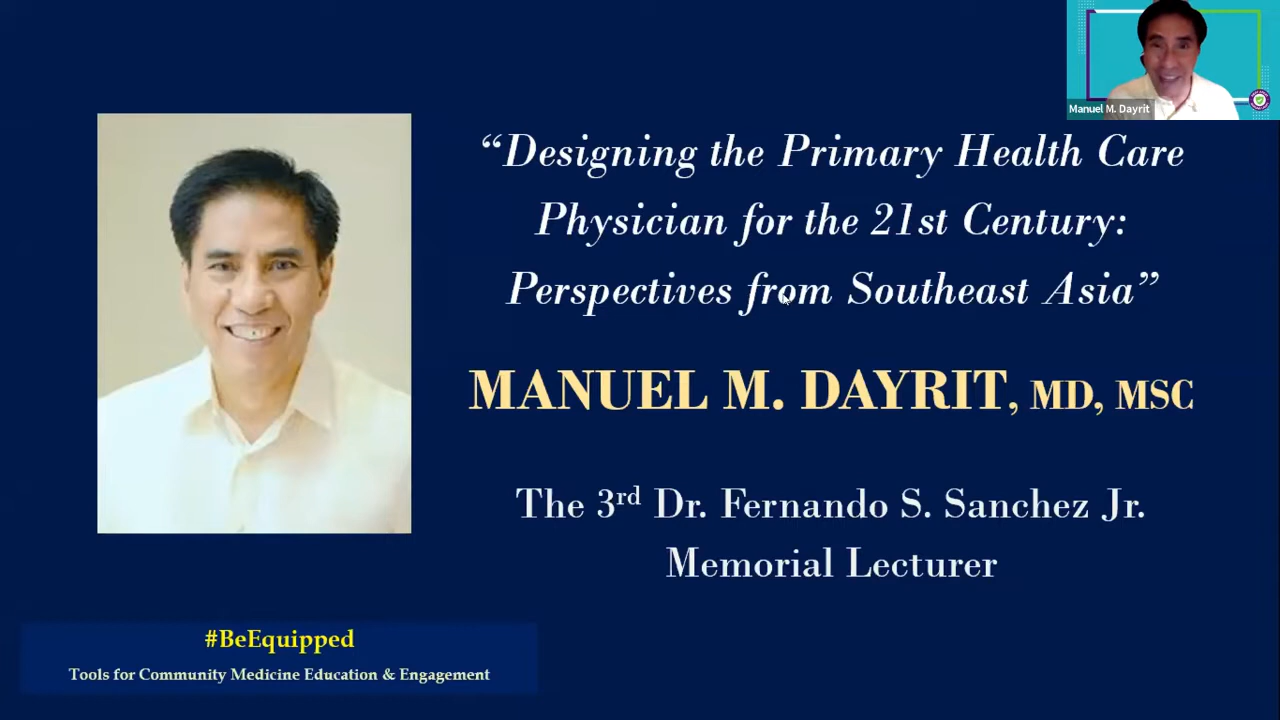 Manuel M. Dayrit
“Designing the Primary Health Care
Physician for the 21st Century:
Perspectives from Southeast Asia”
MANUEL M. DAYRIT, MD, MSC
The 3rd Dr. Fernando S. Sanchez Jr.
Memorial Lecturer
#BeEquipped
Tools for Community Medicine Education & Engagement